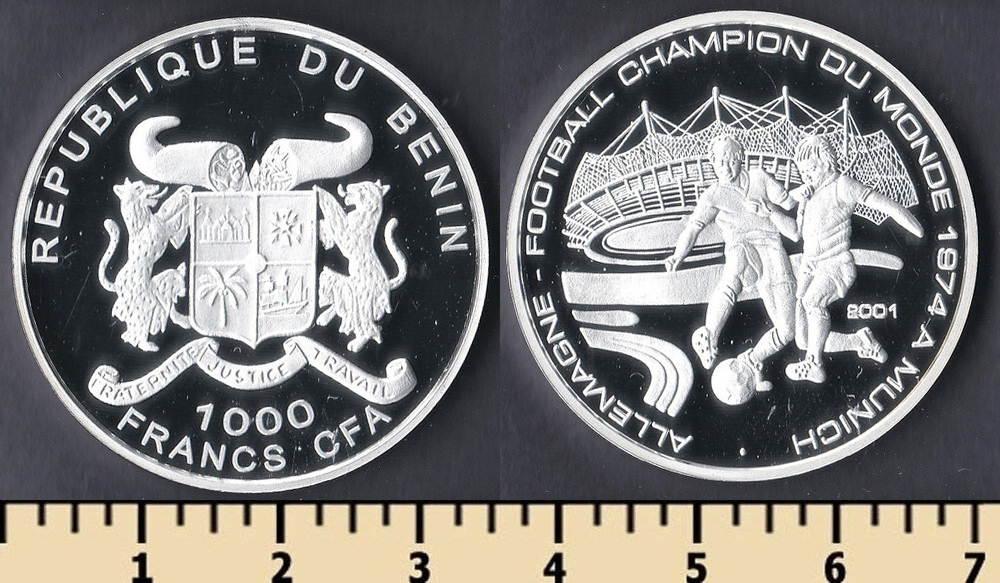 REPUBLIQUE DU BENIN
FRATERNITE JUSTICE TRAVAIL
1000
FRANCS CFA
ALLEMAGNE - FOOTBALL CHAMPION DU MONDE 1974 A MUNICH
2001
1 2 3 4 5 6 7